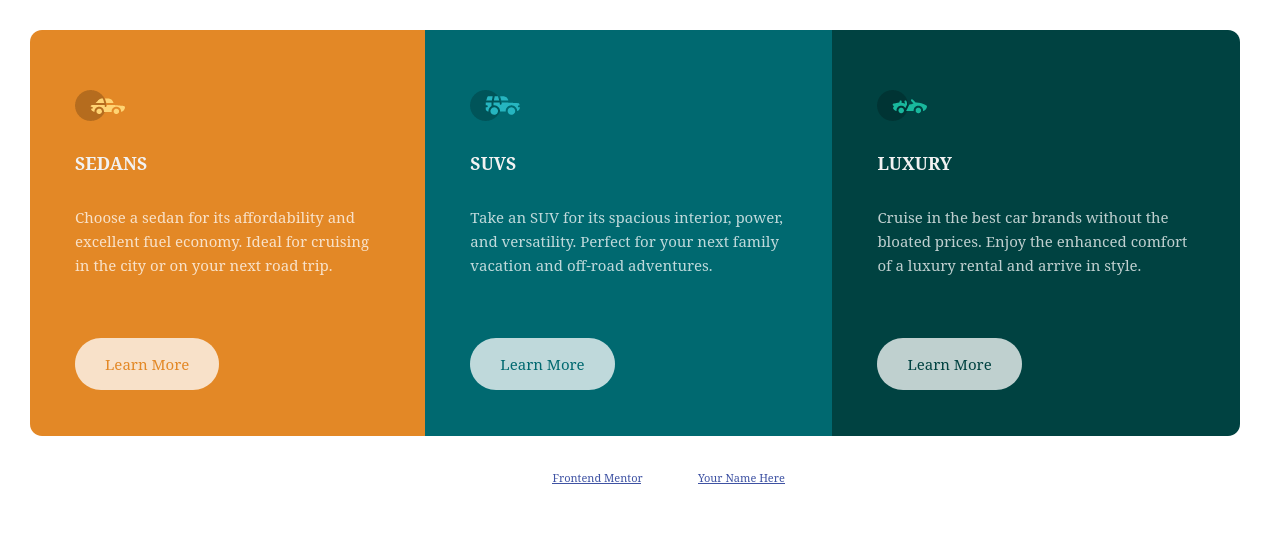 SEDANS
Choose a sedan for its affordability and
excellent fuel economy. Ideal for cruising
in the city or on your next road trip.
Learn More
SUVS
Take an SUV for its spacious interior, power,
and versatility. Perfect for your next family
vacation and off-road adventures.
Learn More
LUXURY
Cruise in the best car brands without the
bloated prices. Enjoy the enhanced comfort
of a luxury rental and arrive in style.
Learn More
Frontend Mentor
Your Name Here